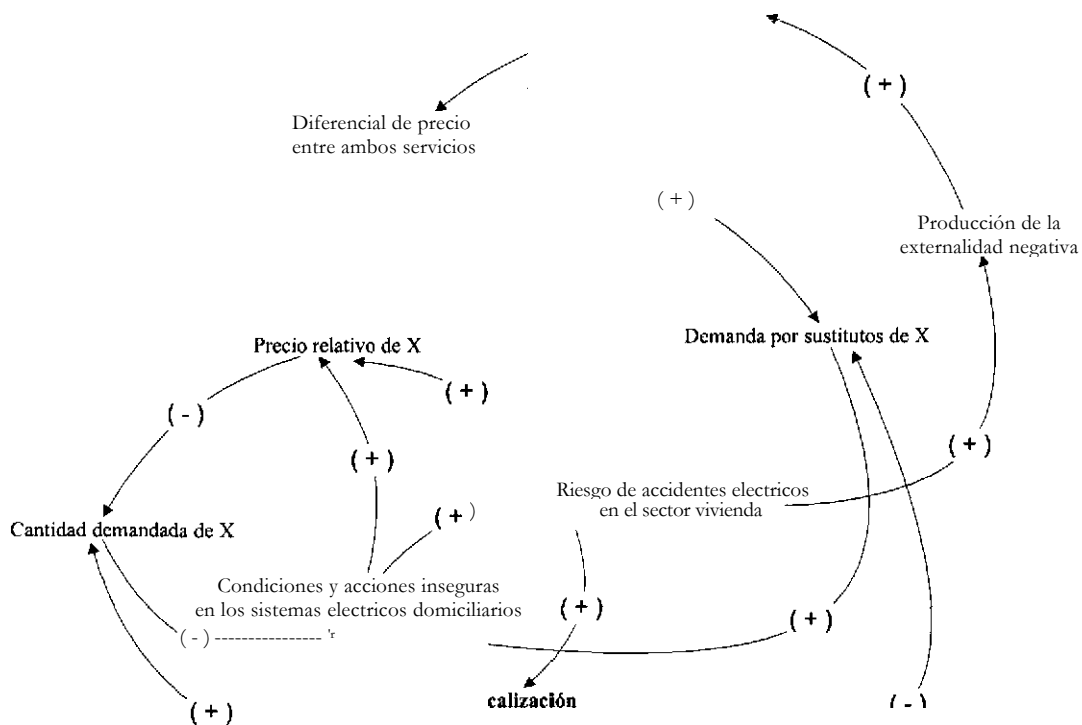 ( + )
Diferencial de precio
entre ambos servicios
( + )
Producción de la
externalidad negativa
Precio relativo de X
Demanda por sustitutos de X
( + )
( - )
( + )
( + )
Riesgo de accidentes electricos
en el sector vivienda
( + )
Cantidad demandada de X
Condiciones y acciones inseguras
en los sistemas electricos domiciliarios
( + )
( + )
( - ) ---------------- 'r
calización
( - )
( + )